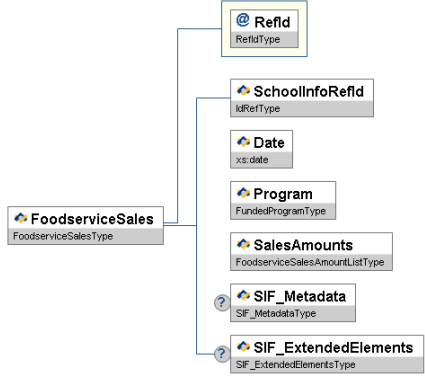 @ RefId
RefIdType
SchoolInfoRefId
IdRefType
Date
xs:date
Program
FundedProgramType
FoodserviceSales
FoodserviceSalesType
SalesAmounts
FoodserviceSalesAmountListType
? SIF_Metadata
SIF_MetadataType
? SIF_ExtendedElements
SIF_ExtendedElementsType